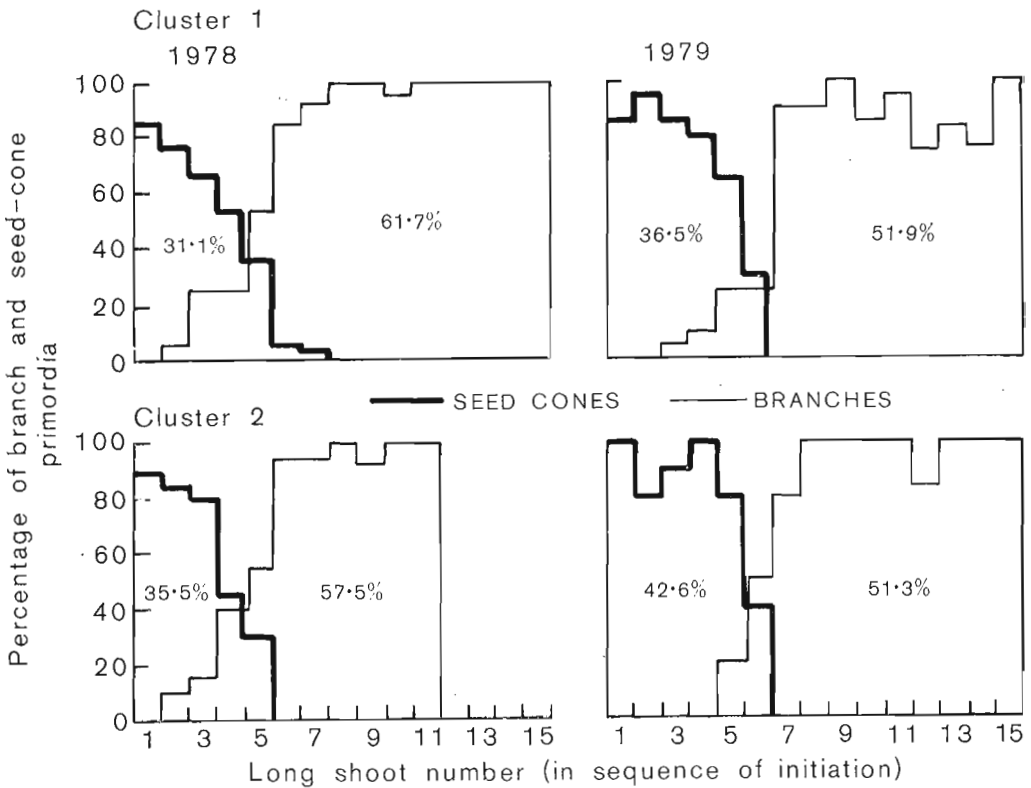 Cluster 1
1978
1979
100
80
60
40
20
0
31·1%
61·7%
36·5%
51·9%
SEED CONES
BRANCHES
Cluster 2
100
80
60
40
20
0
35·5%
57·5%
42·6%
51·3%
1 3 5 7 9 11 13 15
1 3 5 7 9 11 13 15
Long shoot number (in sequence of initiation)
Percentage of branch and seed-cone
primordia